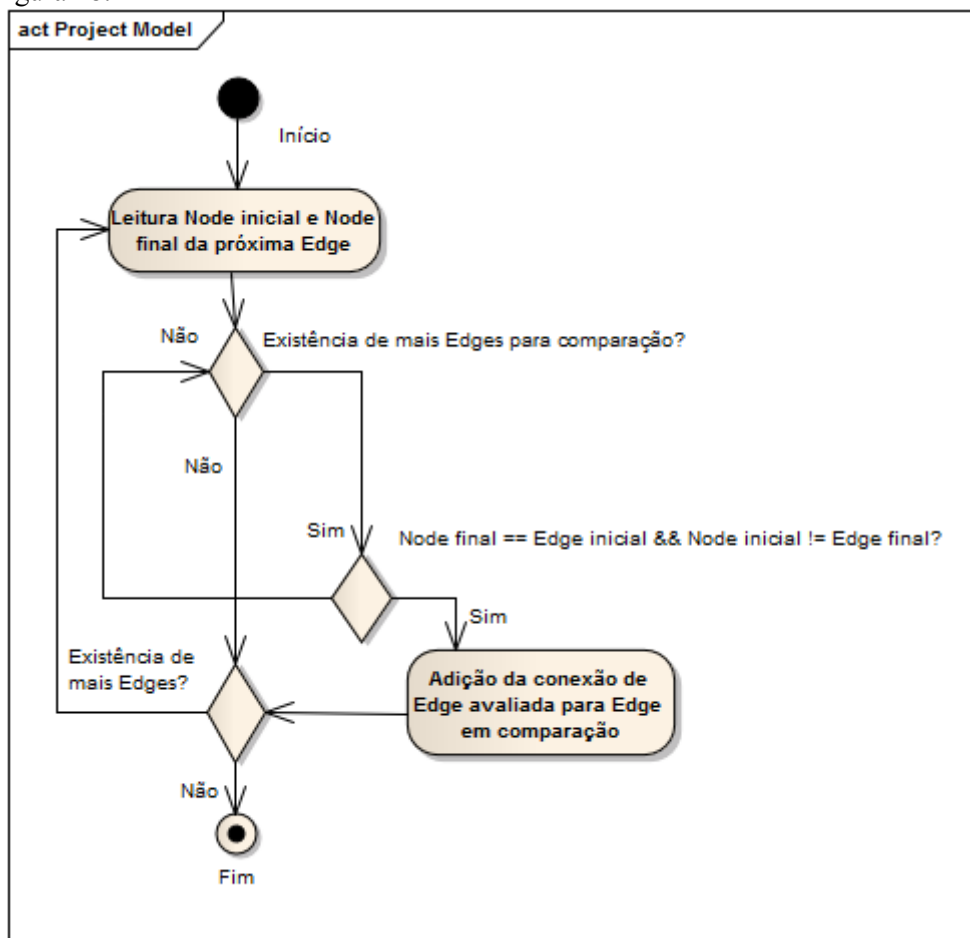 act Project Model
Início
Leitura Node inicial e Node
final da próxima Edge
Não
Existência de mais Edges para comparação?
Não
Sim
Node final == Edge inicial && Node inicial != Edge final?
Sim
Existência de
mais Edges?
Adição da conexão de
Edge avaliada para Edge
em comparação
Não
Fim